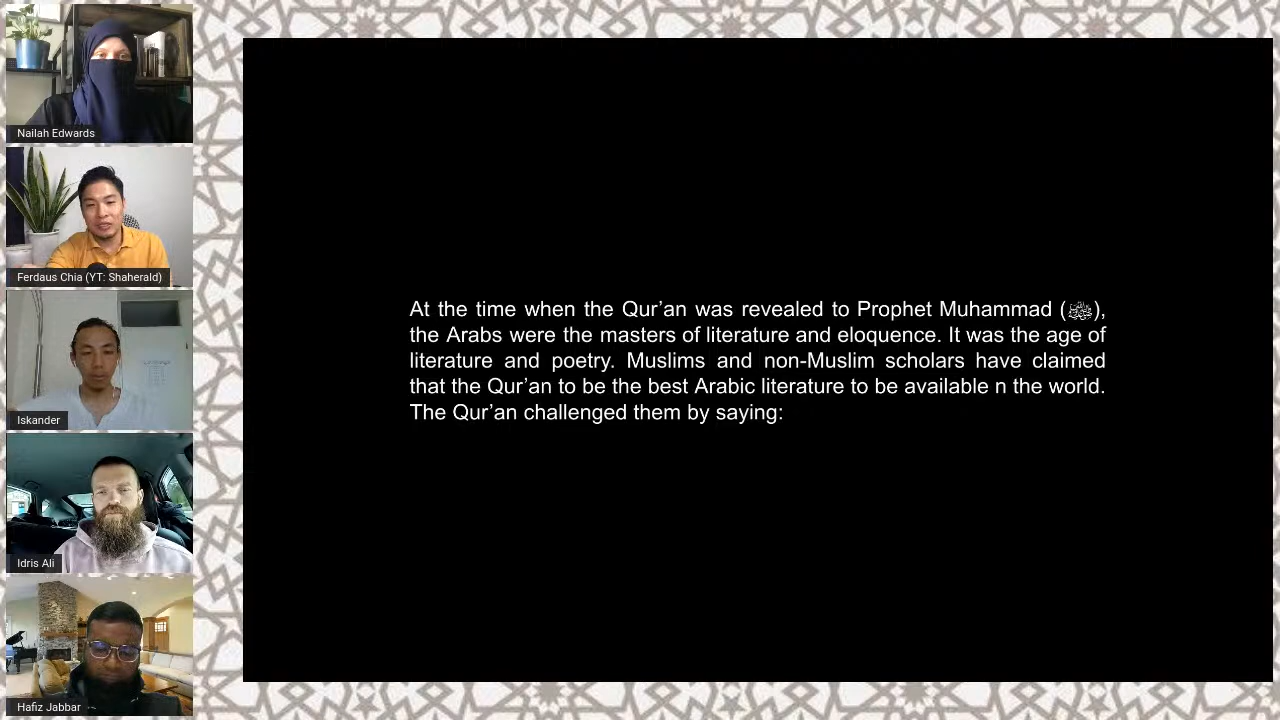 Nailah Edwards
Ferdaus Chia (YT: Shaherald)
Iskander
Idris Ali
Hafiz Jabbar
At the time when the Qur’an was revealed to Prophet Muhammad (ﷺ),
the Arabs were the masters of literature and eloquence. It was the age of
literature and poetry. Muslims and non-Muslim scholars have claimed
that the Qur’an to be the best Arabic literature to be available n the world.
The Qur’an challenged them by saying: